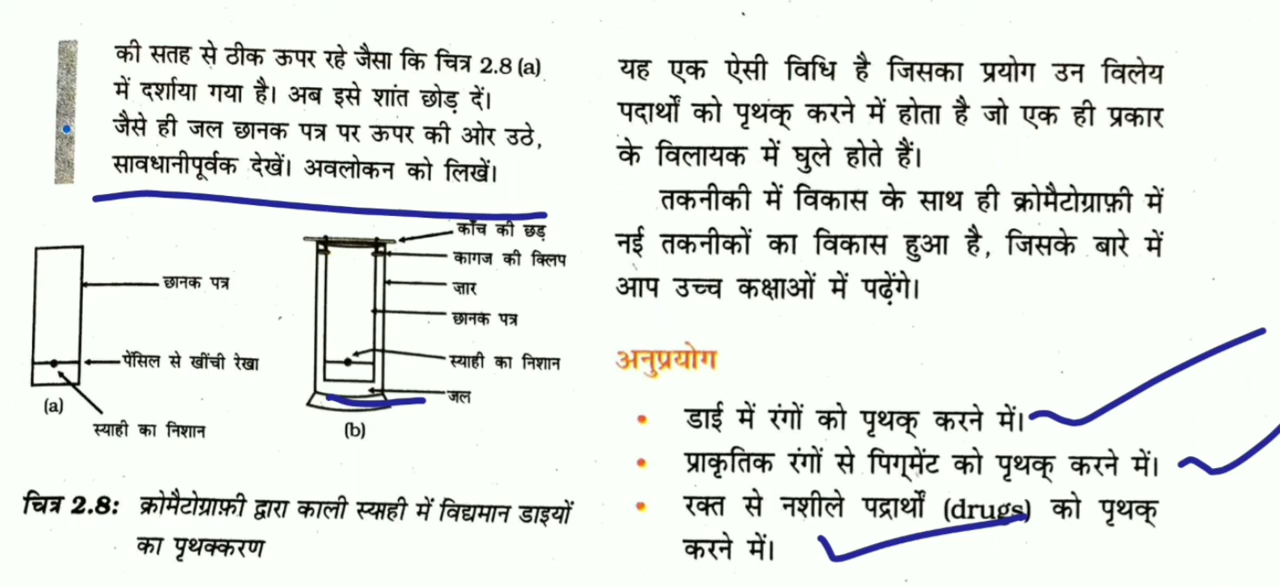 की सतह से ठीक ऊपर रहे जैसा कि चित्र 2.8 (a)
में दर्शाया गया है। अब इसे शांत छोड़ दें।
जैसे ही जल छानक पत्र पर ऊपर की ओर उठे,
सावधानीपूर्वक देखें। अवलोकन को लिखें।
छानक पत्र
पेंसिल से खींची रेखा
(a)
स्याही का निशान
काँच की छड़
कागज की क्लिप
जार
छानक पत्र
स्याही का निशान
जल
(b)
चित्र 2.8: क्रोमैटोग्राफ़ी द्वारा काली स्याही में विद्यमान डाइयों
का पृथक्करण
यह एक ऐसी विधि है जिसका प्रयोग उन विलेय
पदार्थों को पृथक् करने में होता है जो एक ही प्रकार
के विलायक में घुले होते हैं।
तकनीकी में विकास के साथ ही क्रोमैटोग्राफ़ी में
नई तकनीकों का विकास हुआ है, जिसके बारे में
आप उच्च कक्षाओं में पढ़ेंगे।
अनुप्रयोग
• डाई में रंगों को पृथक् करने में।
• प्राकृतिक रंगों से पिग्मेंट को पृथक् करने में।
• रक्त से नशीले पदार्थों (drugs) को पृथक्
करने में।